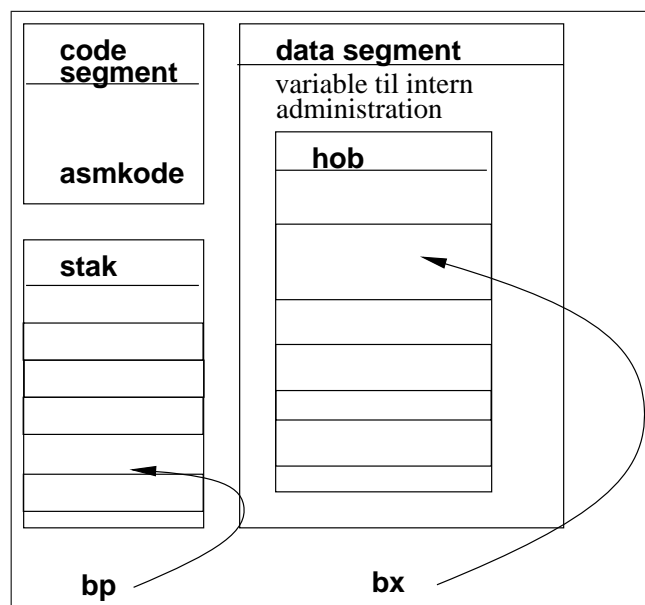 code
segment
asmkode
data segment
variable til intern
administration
hob
stak
bp
bx